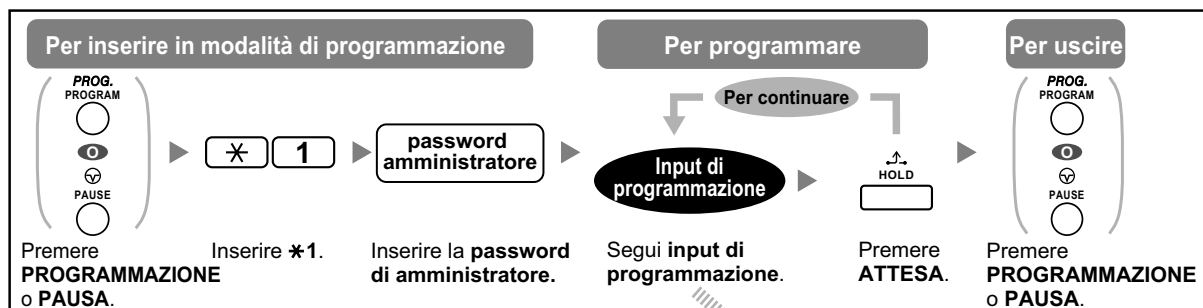 Per inserire in modalità di programmazione
Per programmare
Per uscire
PROG.
PROGRAM
O
PAUSE
✳ 1
password
amministratore
Per continuare
Input di
programmazione
HOLD
PROG.
PROGRAM
O
PAUSE
Premere
PROGRAMMAZIONE
o PAUSA.
Inserire ✳1.
Inserire la password
di amministratore.
Segui input di
programmazione.
Premere
ATTESA.
Premere
PROGRAMMAZIONE
o PAUSA.